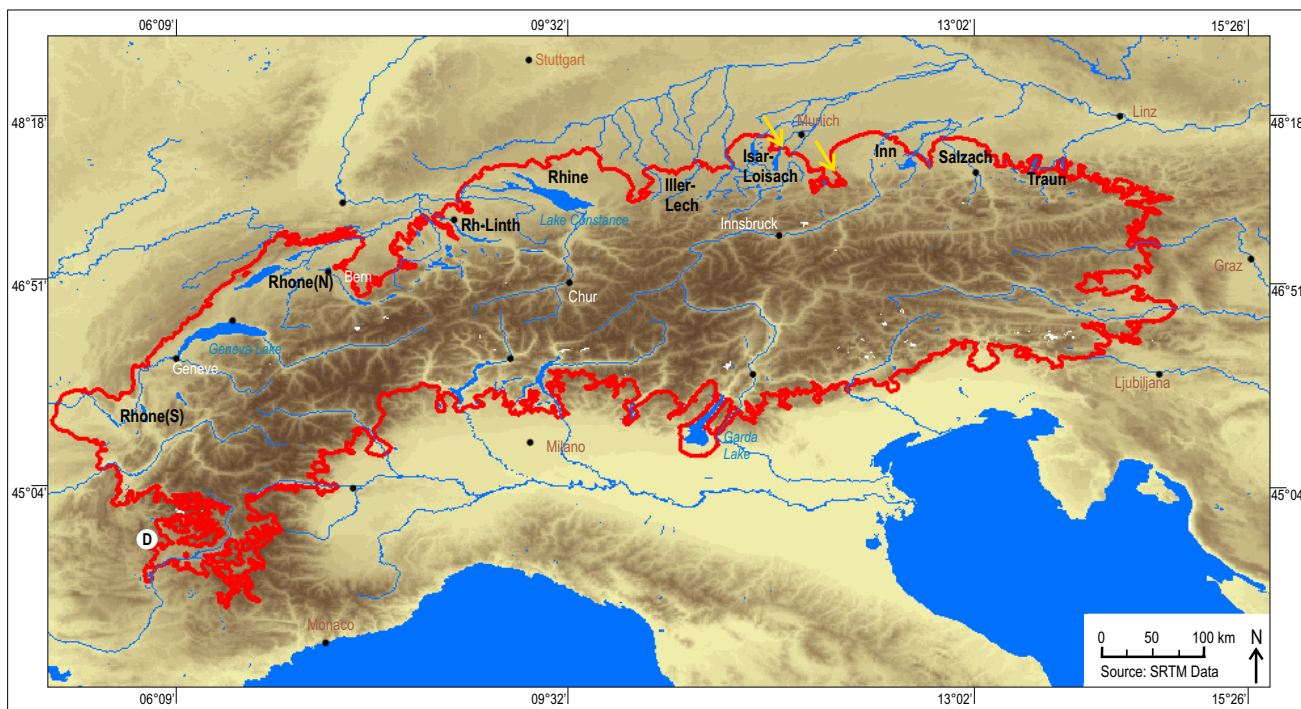 06°09'
09°32'
13°02'
15°26'
Stuttgart
48°18'
Munich
Linz
48°18'
Isar-
Loisach
Inn
Salzach
Rhine
Iller-
Lech
Traun
Lake Constance
Rh-Linth
Innsbruck
Graz
46°51'
Rhone(N)
Bern
Chur
46°51'
Geneva Lake
Geneve
Ljubiljana
Rhone(S)
Milano
Garda
Lake
45°04'
45°04'
D
Monaco
0 50 100 km
N
Source: SRTM Data
06°09'
09°32'
13°02'
15°26'